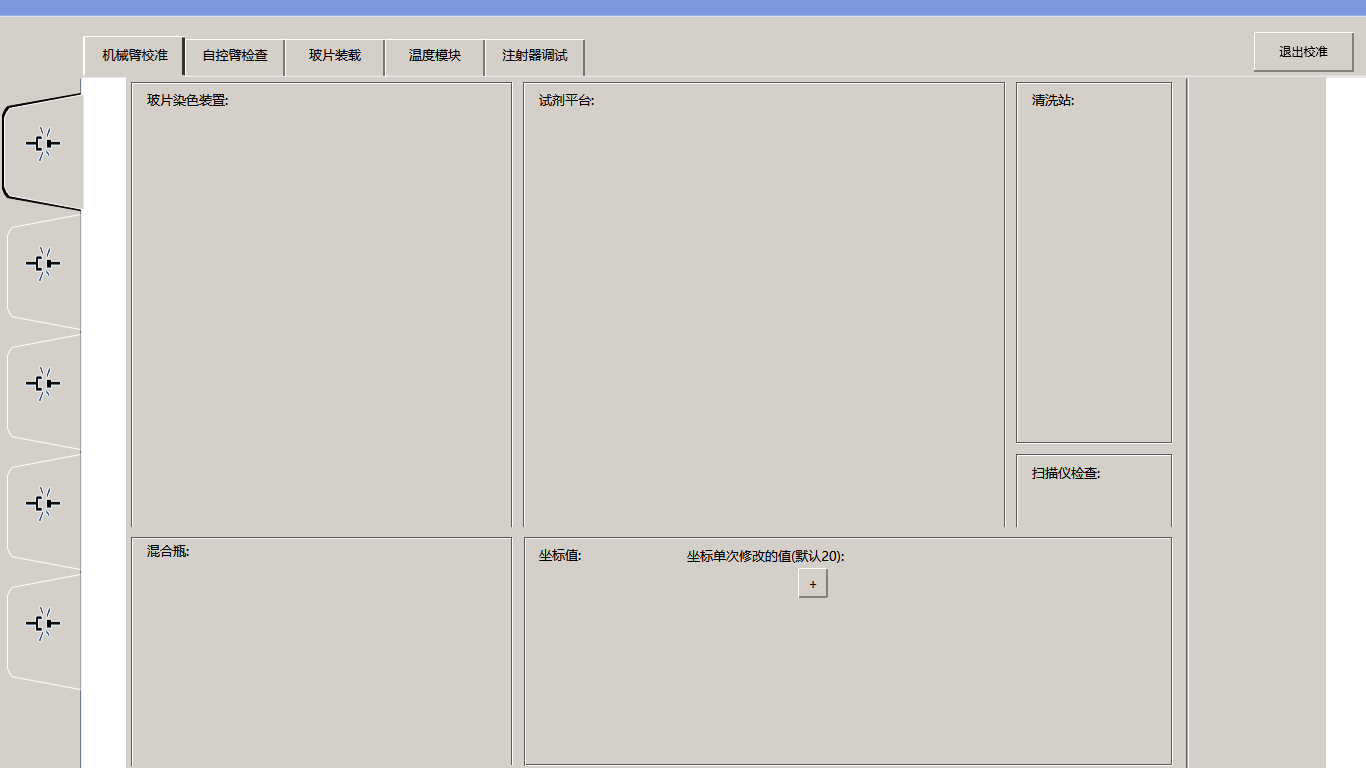 机械臂校准
自控臂检查
玻片装载
温度模块
注射器调试
退出校准
玻片染色装置:
试剂平台:
清洗站:
扫描仪检查:
混合瓶:
坐标值:
坐标单次修改的值(默认20):
+